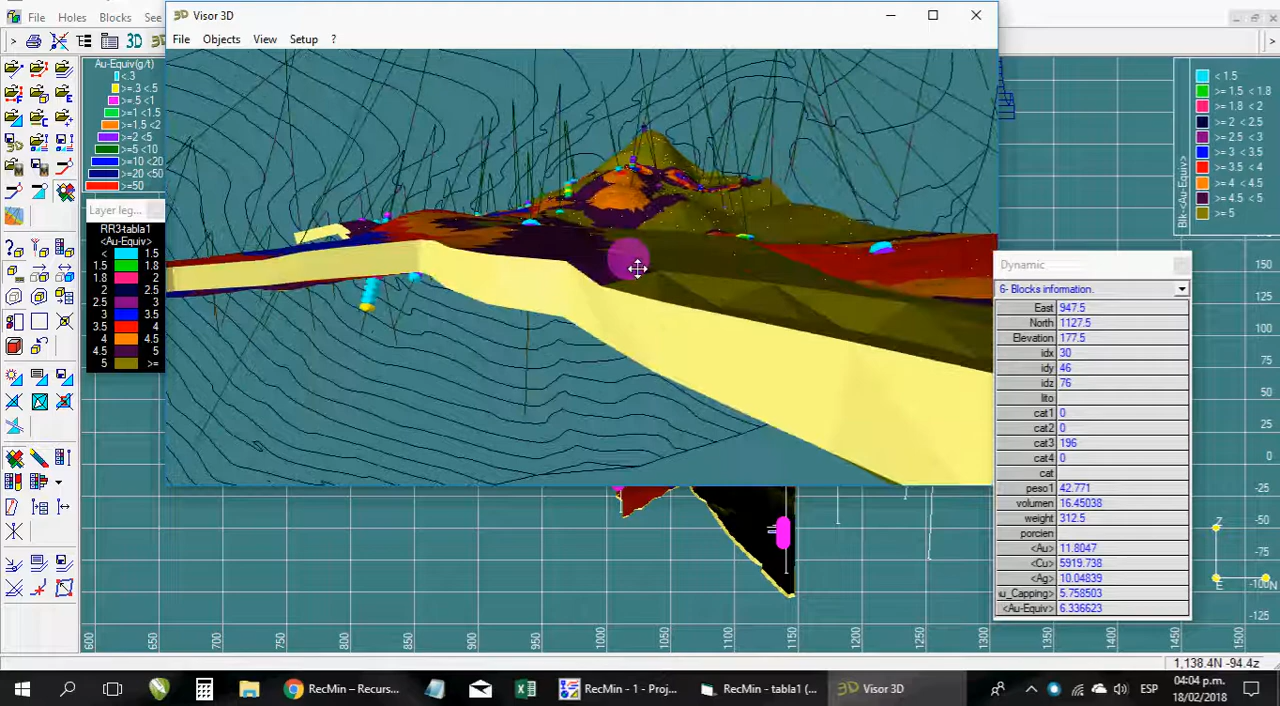 Visor 3D
File Holes Blocks See
File Objects View Setup ?
3D
Au-Equiv(g/t)
<.3
>=.3 <.5
>=.5 <1
>=1 <1.5
>=1.5 <2
>=2 <5
>=5 <10
>=10 <20
>=20 <50
>=50
Layer leg...
RR3-tabla1
<Au-Equiv>
< 1.5
1.5 1.8
1.8 2
2 2.5
2.5 3
3 3.5
3.5 4
4 4.5
4.5 5
5 >=
Blk-<Au-Equiv>
< 1.5
>= 1.5 < 1.8
>= 1.8 < 2
>= 2 < 2.5
>= 2.5 < 3
>= 3 < 3.5
>= 3.5 < 4
>= 4 < 4.5
>= 4.5 < 5
>= 5
Dynamic
6- Blocks information.
East 947.5
North 1127.5
Elevation 177.5
idx 30
idy 46
idz 76
lito
cat1 0
cat2 0
cat3 196
cat4 0
cat
peso1 42.771
volumen 16.45038
weight 312.5
porcien
<Au> 11.8047
<Cu> 5919.738
<Ag> 10.04839
u_Capping> 5.758503
<Au-Equiv> 6.336623
150
125
100
75
50
25
0
-25
-50
-75
-100
-125
Z
E N
600 650 700 750 800 850 900 950 1000 1050 1100 1150 1200 1250 1300 1350 1400 1450 1500
1,138.4N -94.4z
RecMin – Recurs...
RecMin - 1 - Proj...
RecMin - tabla1 (...
Visor 3D
ESP
04:04 p.m.
18/02/2018